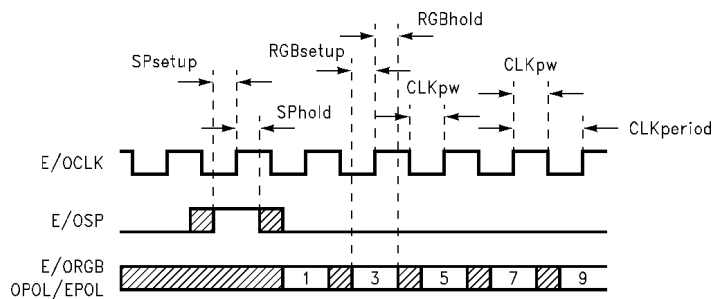 RGBhold
SPsetup
RGBsetup
CLKpw
CLKpw
SPhold
CLKperiod
E/OCLK
E/OSP
E/ORGB
OPOL/EPOL
1 3 5 7 9